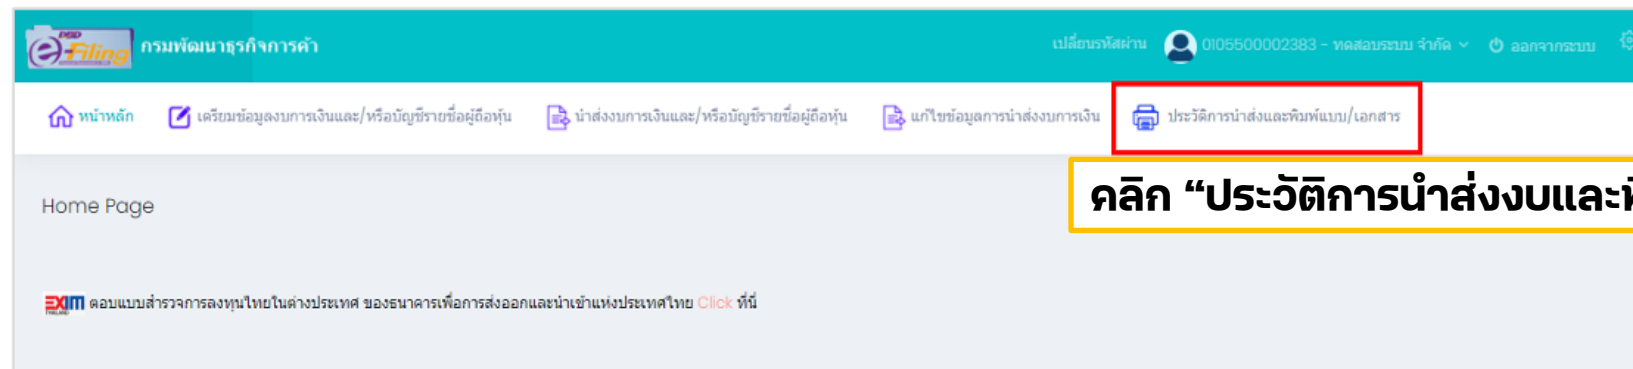 DBD e-Filing กรมพัฒนาธุรกิจการค้า เปลี่ยนรหัสผ่าน 0105500002383 - ทดสอบระบบ จำกัด ออกจากระบบ
หน้าหลัก เตรียมข้อมูลงบการเงินและ/หรือบัญชีรายชื่อผู้ถือหุ้น นำส่งงบการเงินและ/หรือบัญชีรายชื่อผู้ถือหุ้น แก้ไขข้อมูลการนำส่งงบการเงิน ประวัติการนำส่งและพิมพ์แบบ/เอกสาร
คลิก “ประวัติการนำส่งงบและพิ
Home Page
EXIM THAILAND ตอบแบบสำรวจการลงทุนไทยในต่างประเทศ ของธนาคารเพื่อการส่งออกและนำเข้าแห่งประเทศไทย Click ที่นี่